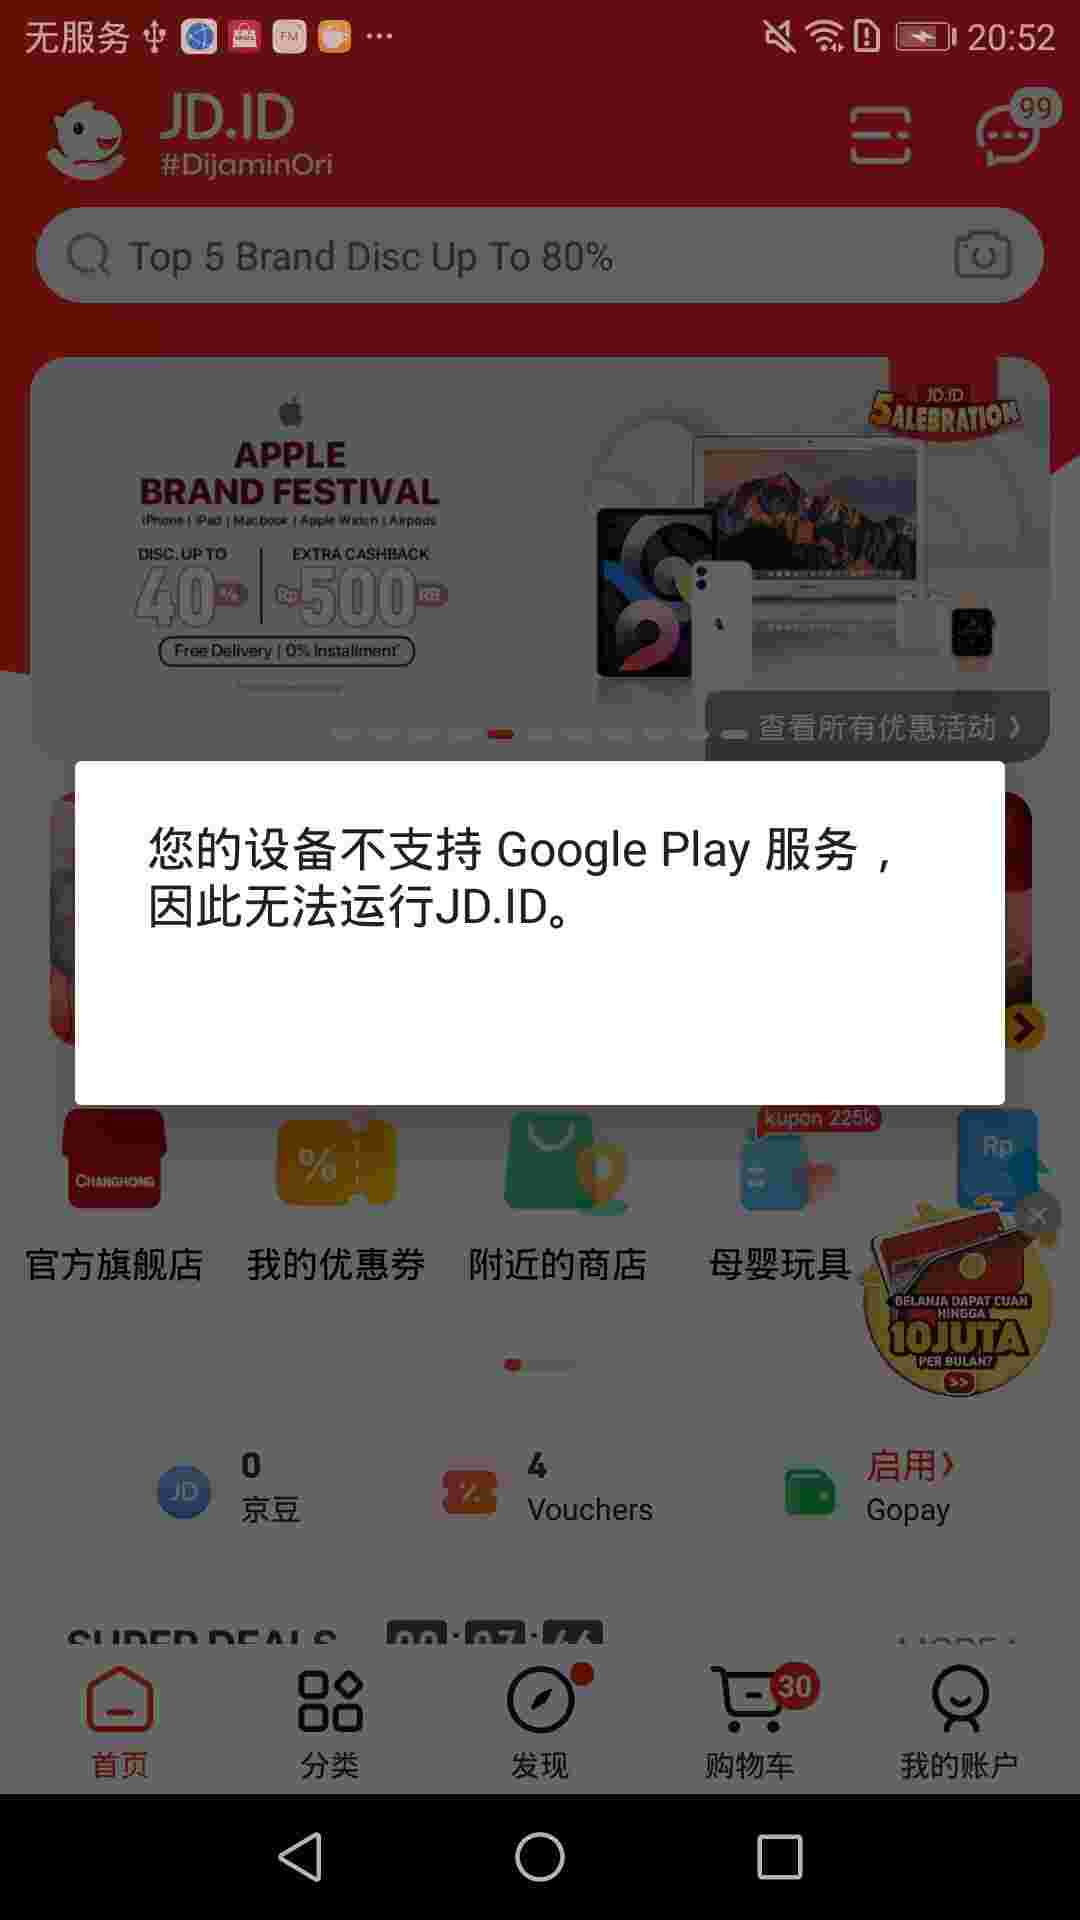 无服务
FM
20:52
JD.ID
#DijaminOri
99
Top 5 Brand Disc Up To 80%
JD.ID
5ALEBRATION
APPLE
BRAND FESTIVAL
iPhone | iPad | Macbook | Apple Watch | Airpods
DISC. UP TO
EXTRA CASHBACK
40%
Rp500RB
Free Delivery | 0% Installment*
查看所有优惠活动 》
您的设备不支持 Google Play 服务，
因此无法运行JD.ID。
CHANGHONG
%
kupon 225k
Rp
官方旗舰店
我的优惠券
附近的商店
母婴玩具
BELANJA DAPAT CUAN
HINGGA
10JUTA
PER BULAN?
>>
JD
0
京豆
4
Vouchers
启用》
Gopay
SUPER DEALS
30
首页
分类
发现
购物车
我的账户